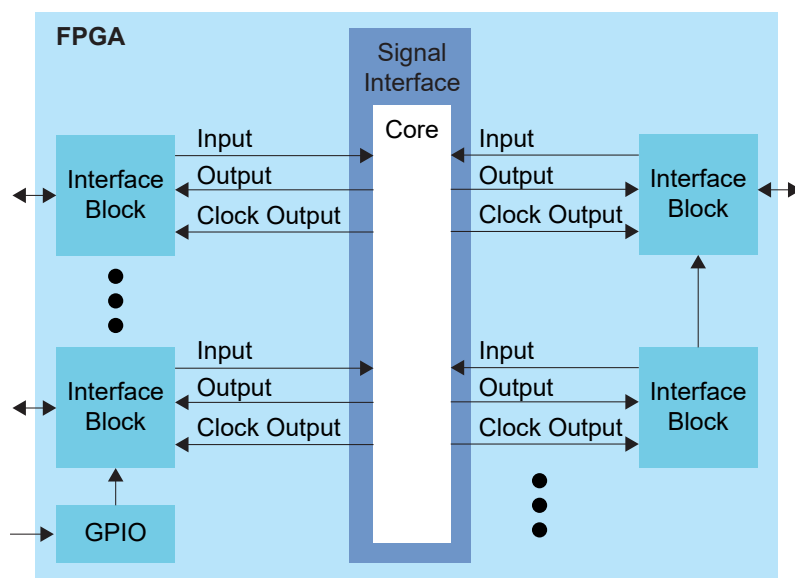 FPGA
Signal
Interface
Core
Input
Output
Clock Output
Interface
Block
Input
Output
Clock Output
Interface
Block
Input
Output
Clock Output
Interface
Block
Input
Output
Clock Output
Interface
Block
GPIO